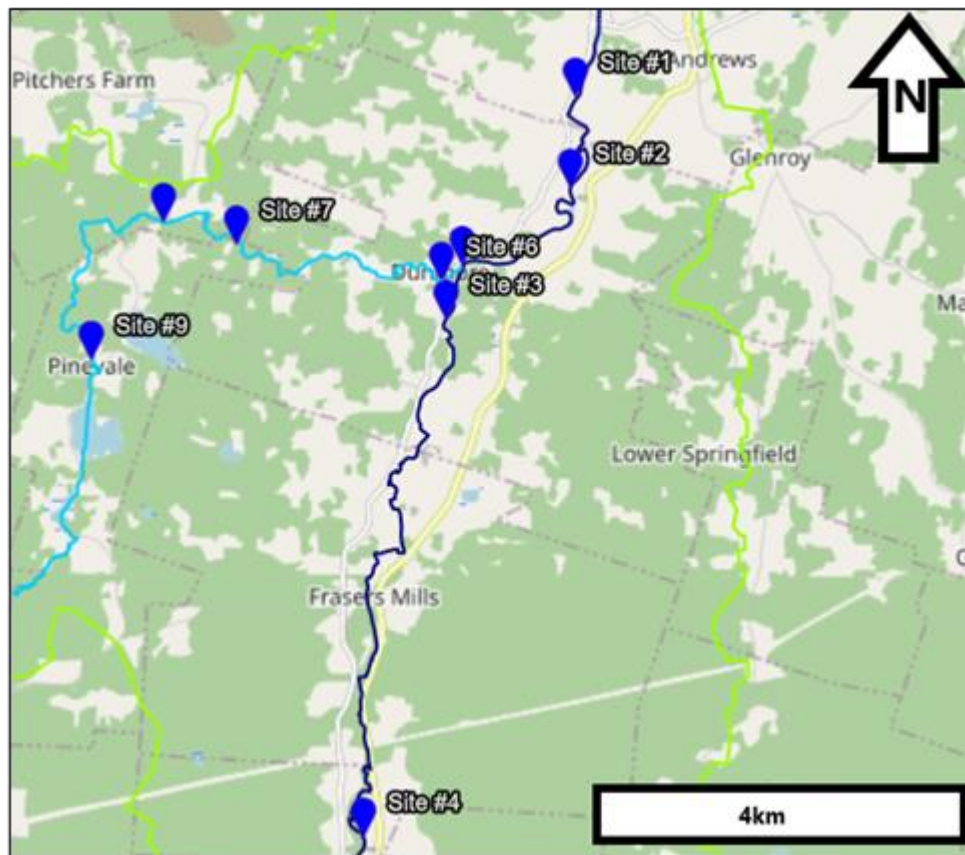 Site #1
Andrews
Pitchers Farm
N
Site #2
Glenroy
Site #7
Site #6
Site #3
Site #9
Pinevale
Lower Springfield
Frasers Mills
Site #4
4km